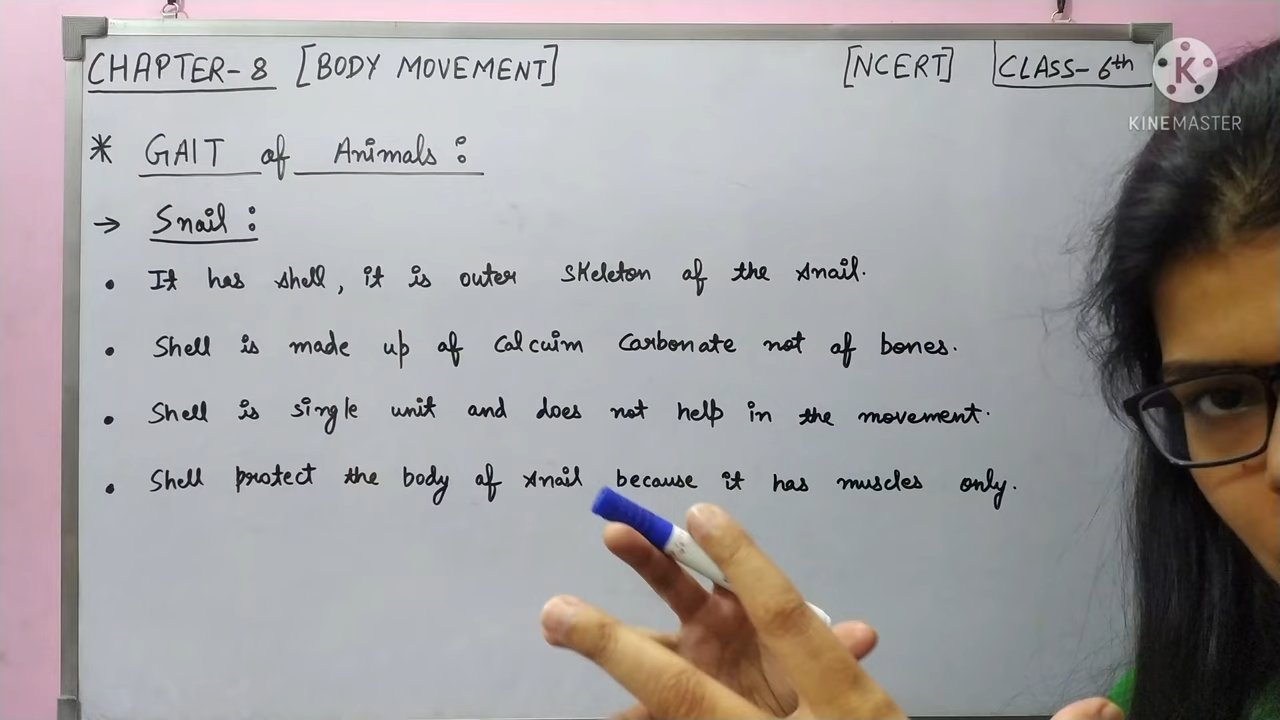 CHAPTER-8 [BODY MOVEMENT] [NCERT] CLASS-6th
K
KINEMASTER
* GAIT of Animals :
→ Snail :
• It has shell, it is outer skeleton of the snail.
• Shell is made up of Calcuim Carbonate not of bones.
• Shell is single unit and does not help in the movement.
• Shell protect the body of snail because it has muscles only.